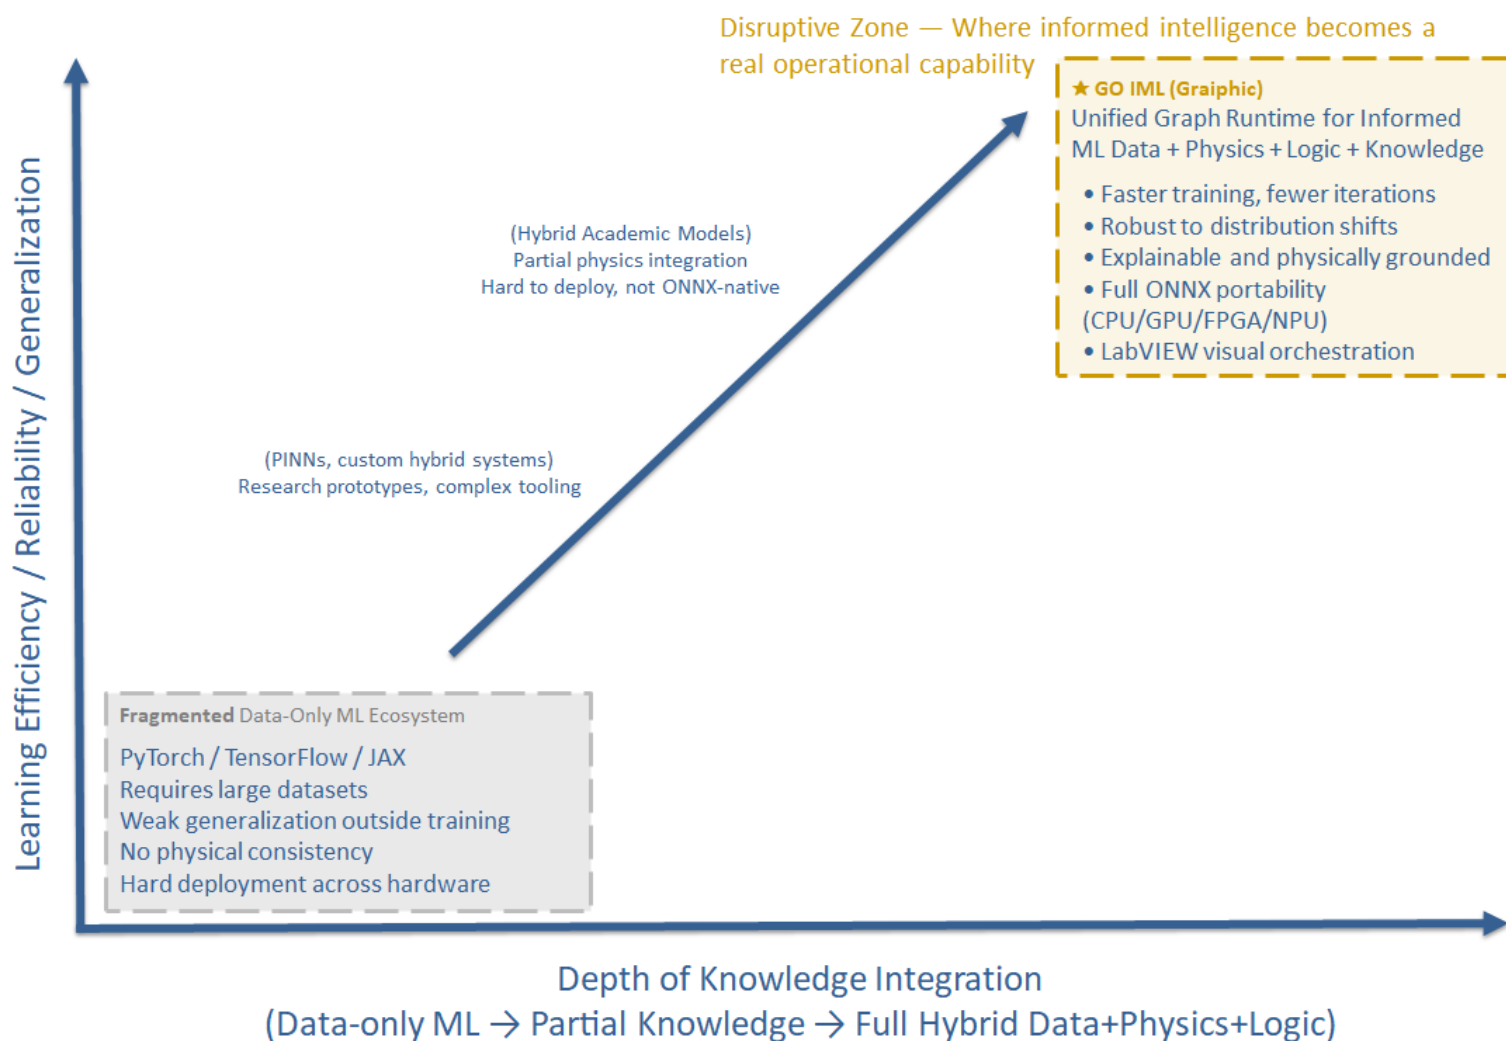 Disruptive Zone — Where informed intelligence becomes a
real operational capability
★ GO IML (Graiphic)
Unified Graph Runtime for Informed
ML Data + Physics + Logic + Knowledge
• Faster training, fewer iterations
• Robust to distribution shifts
• Explainable and physically grounded
• Full ONNX portability
(CPU/GPU/FPGA/NPU)
• LabVIEW visual orchestration
(Hybrid Academic Models)
Partial physics integration
Hard to deploy, not ONNX-native
(PINNs, custom hybrid systems)
Research prototypes, complex tooling
Learning Efficiency / Reliability / Generalization
Fragmented Data-Only ML Ecosystem
PyTorch / TensorFlow / JAX
Requires large datasets
Weak generalization outside training
No physical consistency
Hard deployment across hardware
Depth of Knowledge Integration
(Data-only ML → Partial Knowledge → Full Hybrid Data+Physics+Logic)